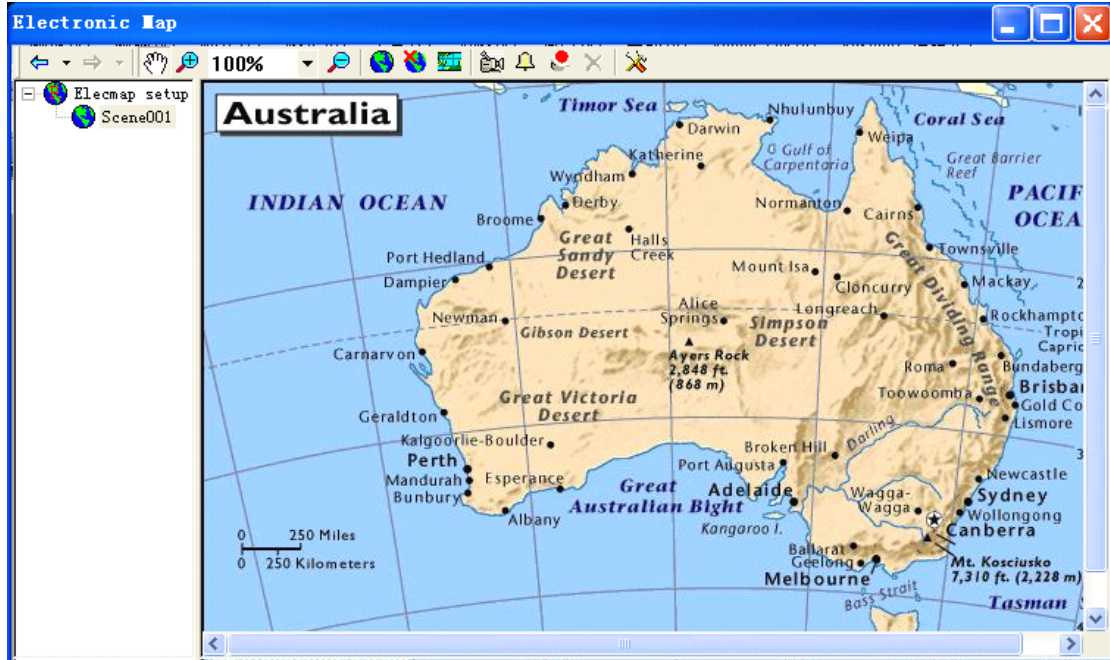 Electronic Map
100%
Elecmap setup
Scene001
Australia
Timor Sea
Nhulunbuy
Coral Sea
Darwin
Weipa
Gulf of
Carpentaria
Katherine
Great Barrier
Reef
Wyndham
INDIAN OCEAN
Derby
Normanton
PACIF
OCEA
Broome
Cairns
Great
Sandy
Desert
Halls
Creek
Townsville
Port Hedland
Mount Isa
Dampier
Cloncurry
Mackay
Great Dividing Range
Alice
Springs
Longreach
Newman
Simpson
Desert
Rockhampto
Gibson Desert
Tropi
Capric
Carnarvon
Ayers Rock
2,848 ft.
(868 m)
Roma
Bundaberg
Great Victoria
Desert
Toowoomba
Brisba
Gold Co
Geraldton
Lismore
Kalgoorlie-Boulder
Broken Hill
Darling
Perth
Port Augusta
Mandurah
Esperance
Newcastle
Bunbury
Great
Australian Bight
Adelaide
Wagga-
Wagga
Sydney
Albany
Wollongong
Kangaroo I.
Canberra
0 250 Miles
0 250 Kilometers
Ballarat
Geelong
Mt. Kosciusko
7,310 ft. (2,228 m)
Melbourne
Bass Strait
Tasman